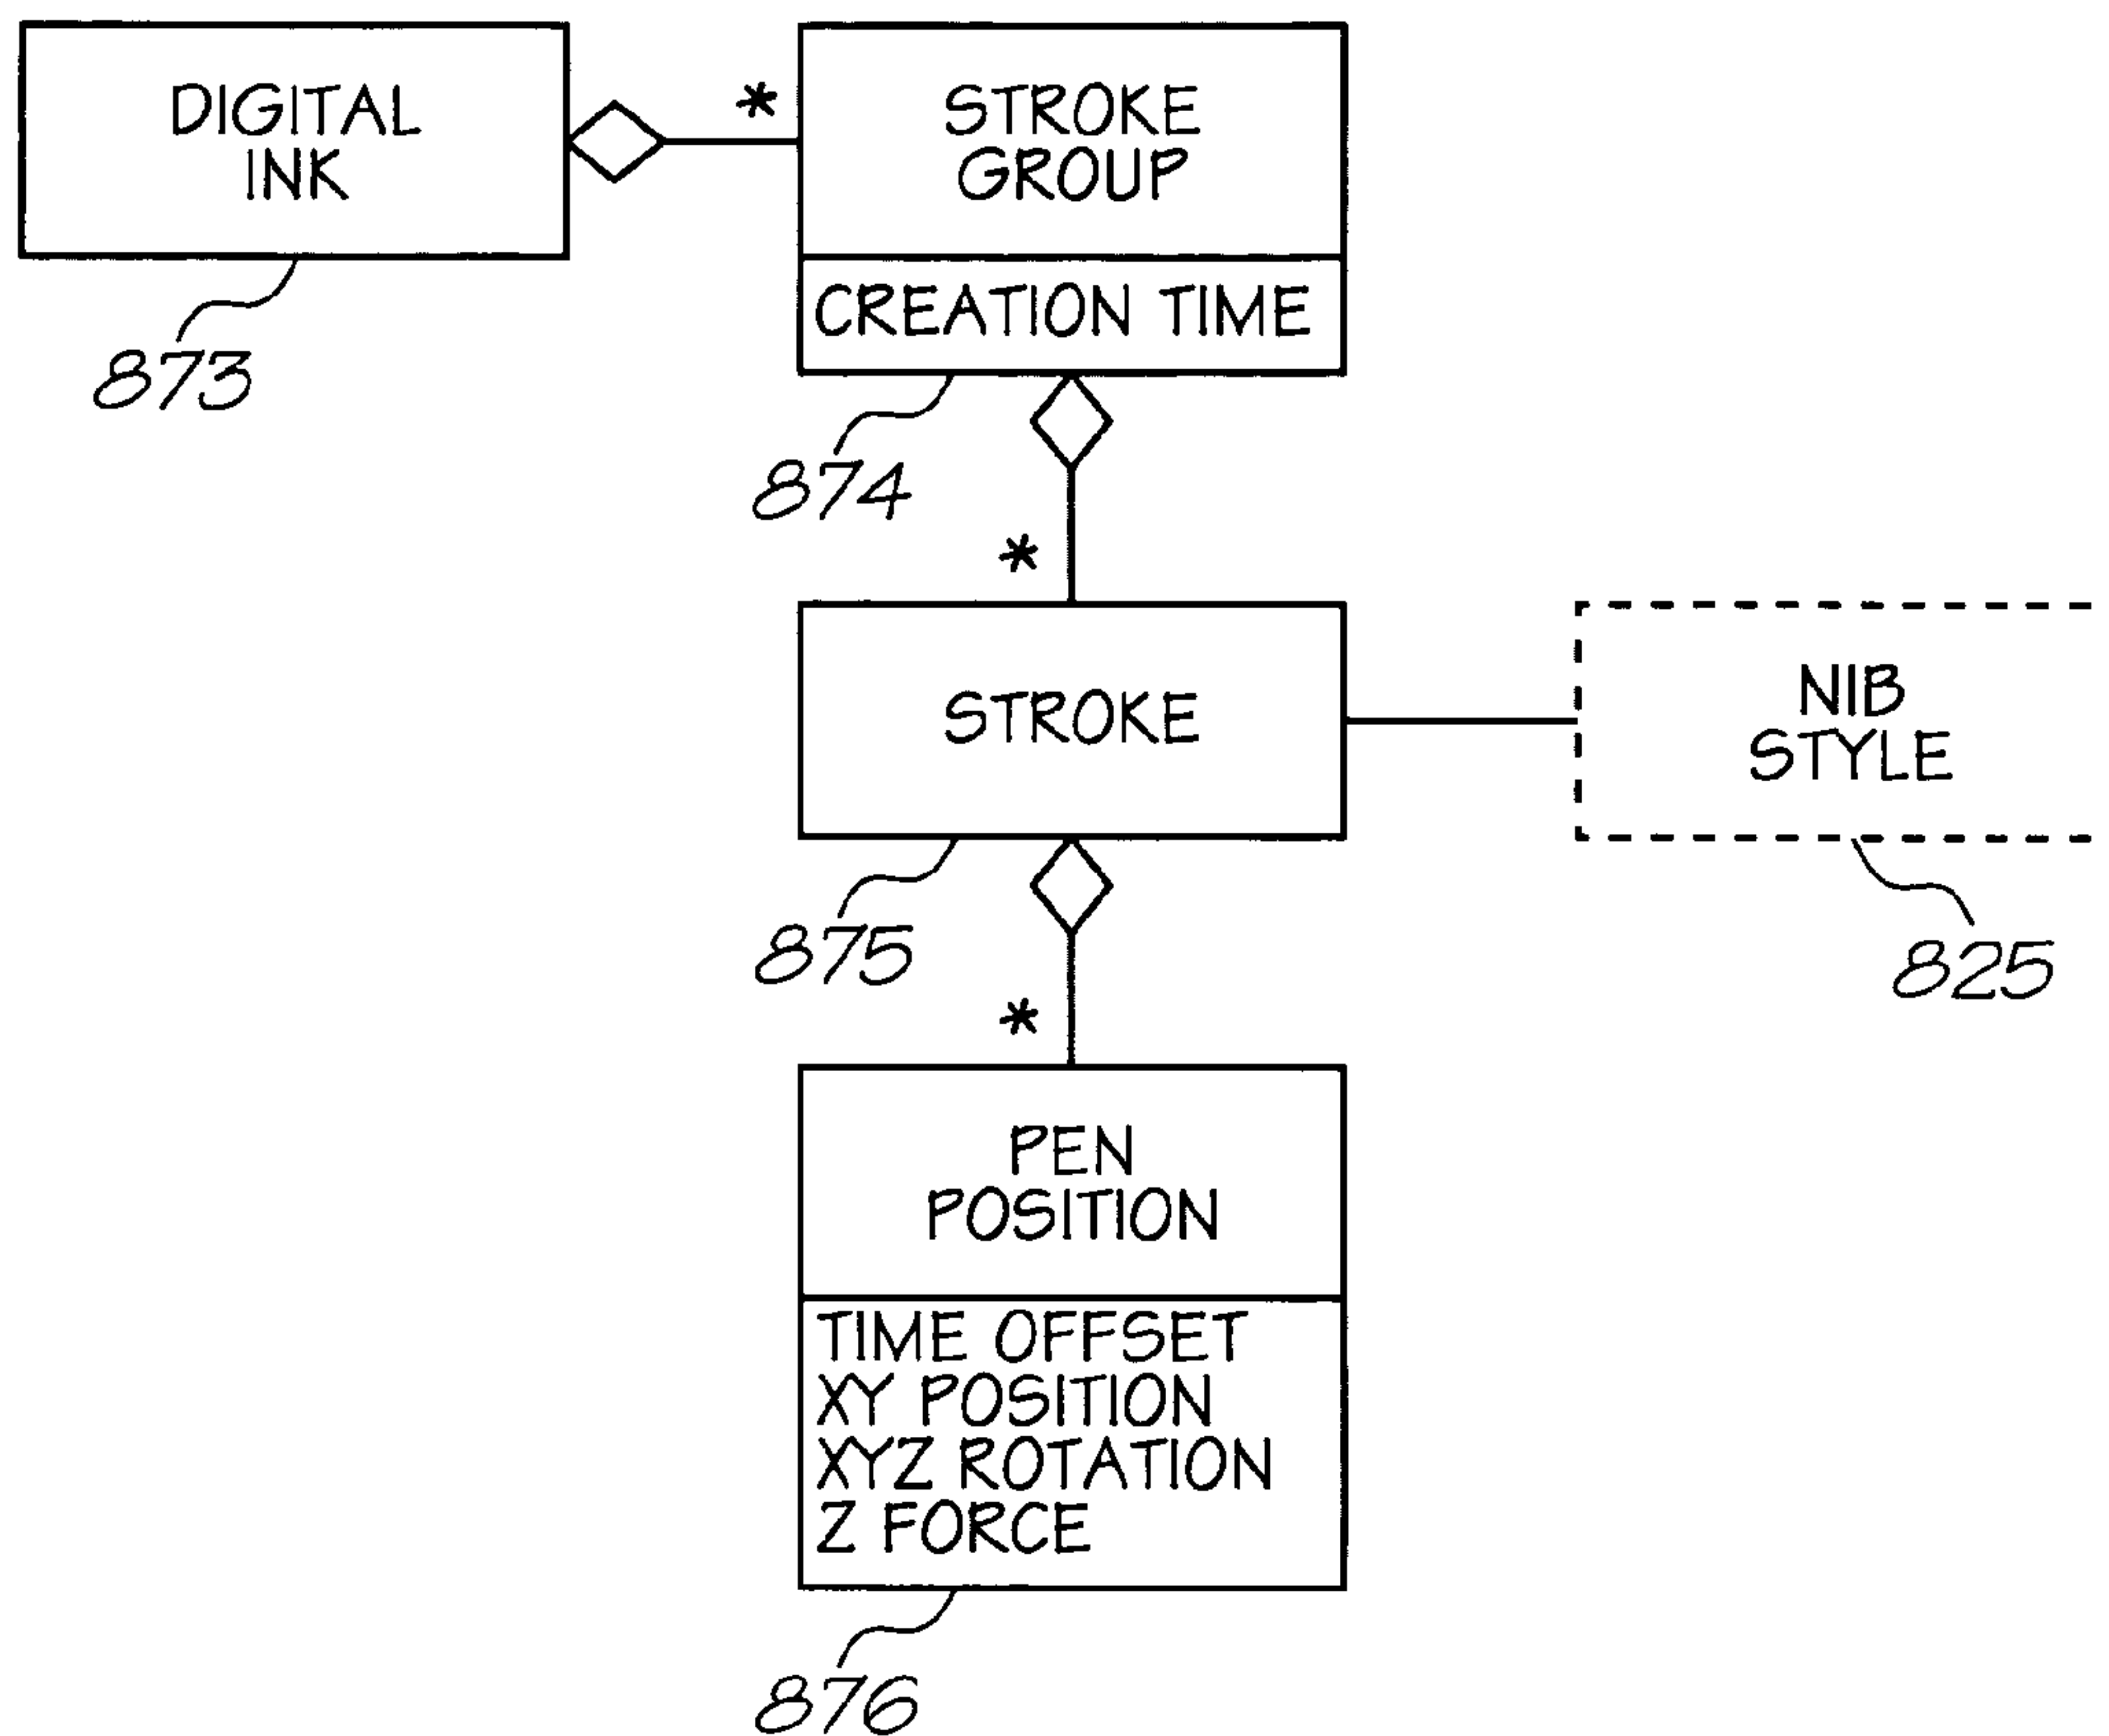 DIGITAL
INK
873
*
STROKE
GROUP
CREATION TIME
874
*
STROKE
875
NIB
STYLE
825
*
PEN
POSITION
TIME OFFSET
XY POSITION
XYZ ROTATION
Z FORCE
876